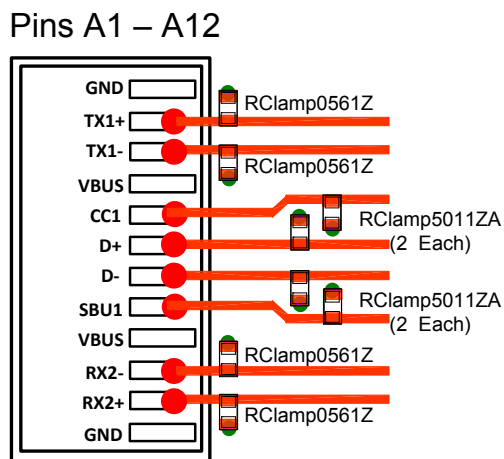 Pins A1 – A12
GND
RClamp0561Z
TX1+
TX1-
RClamp0561Z
VBUS
CC1
RClamp5011ZA
(2 Each)
D+
D-
SBU1
RClamp5011ZA
(2 Each)
VBUS
RClamp0561Z
RX2-
RX2+
RClamp0561Z
GND